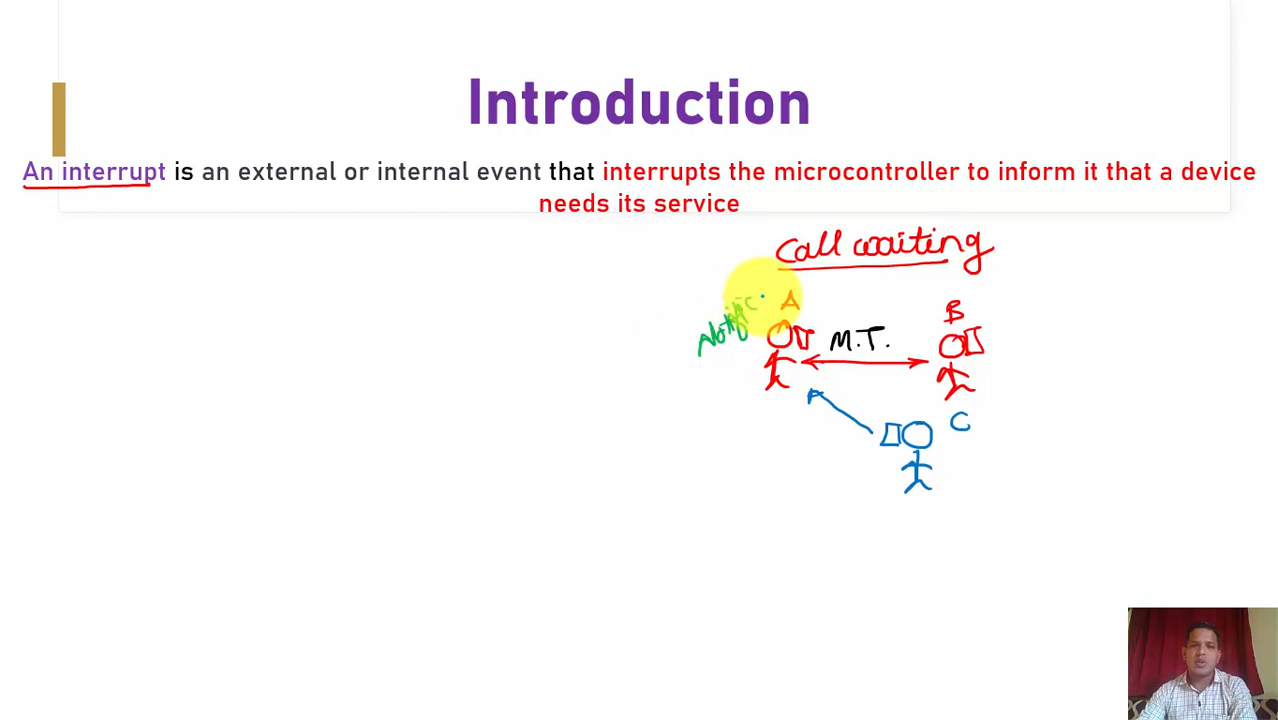 Introduction
An interrupt is an external or internal event that interrupts the microcontroller to inform it that a device
needs its service
Call waiting
A
B
Notific
M.T.
C